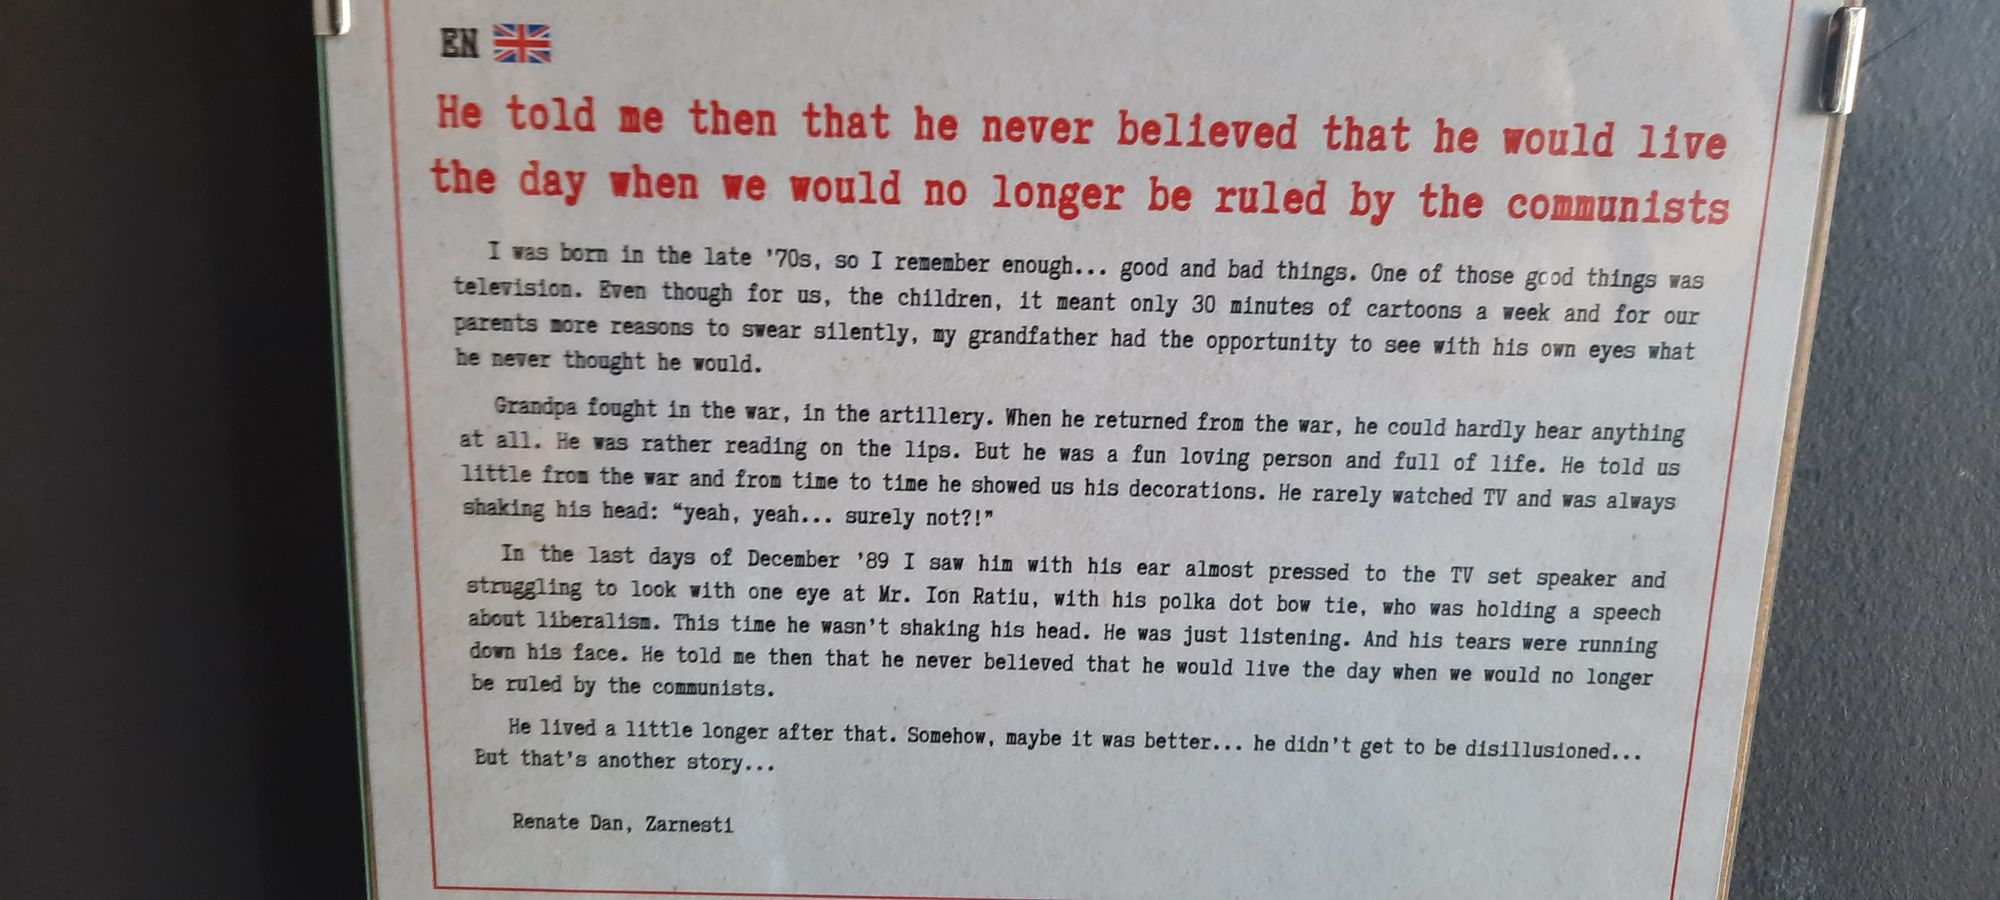 EN
He told me then that he never believed that he would live
the day when we would no longer be ruled by the communists
I was born in the late '70s, so I remember enough... good and bad things. One of those good things was
television. Even though for us, the children, it meant only 30 minutes of cartoons a week and for our
parents more reasons to swear silently, my grandfather had the opportunity to see with his own eyes what
he never thought he would.
Grandpa fought in the war, in the artillery. When he returned from the war, he could hardly hear anything
at all. He was rather reading on the lips. But he was a fun loving person and full of life. He told us
little from the war and from time to time he showed us his decorations. He rarely watched TV and was always
shaking his head: “yeah, yeah... surely not?!”
In the last days of December '89 I saw him with his ear almost pressed to the TV set speaker and
struggling to look with one eye at Mr. Ion Ratiu, with his polka dot bow tie, who was holding a speech
about liberalism. This time he wasn't shaking his head. He was just listening. And his tears were running
down his face. He told me then that he never believed that he would live the day when we would no longer
be ruled by the communists.
He lived a little longer after that. Somehow, maybe it was better... he didn't get to be disillusioned...
But that's another story...
Renate Dan, Zarnesti